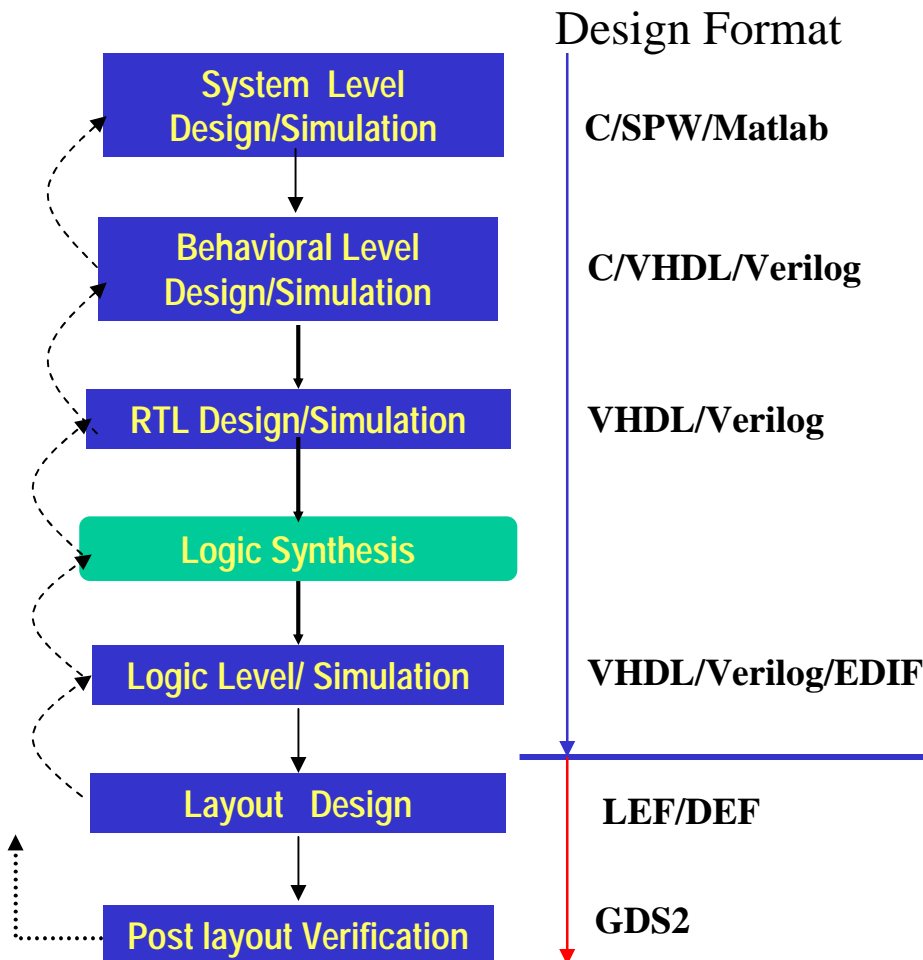 Design Format
System Level
Design/Simulation
C/SPW/Matlab
Behavioral Level
Design/Simulation
C/VHDL/Verilog
RTL Design/Simulation
VHDL/Verilog
Logic Synthesis
Logic Level/ Simulation
VHDL/Verilog/EDIF
Layout Design
LEF/DEF
Post layout Verification
GDS2